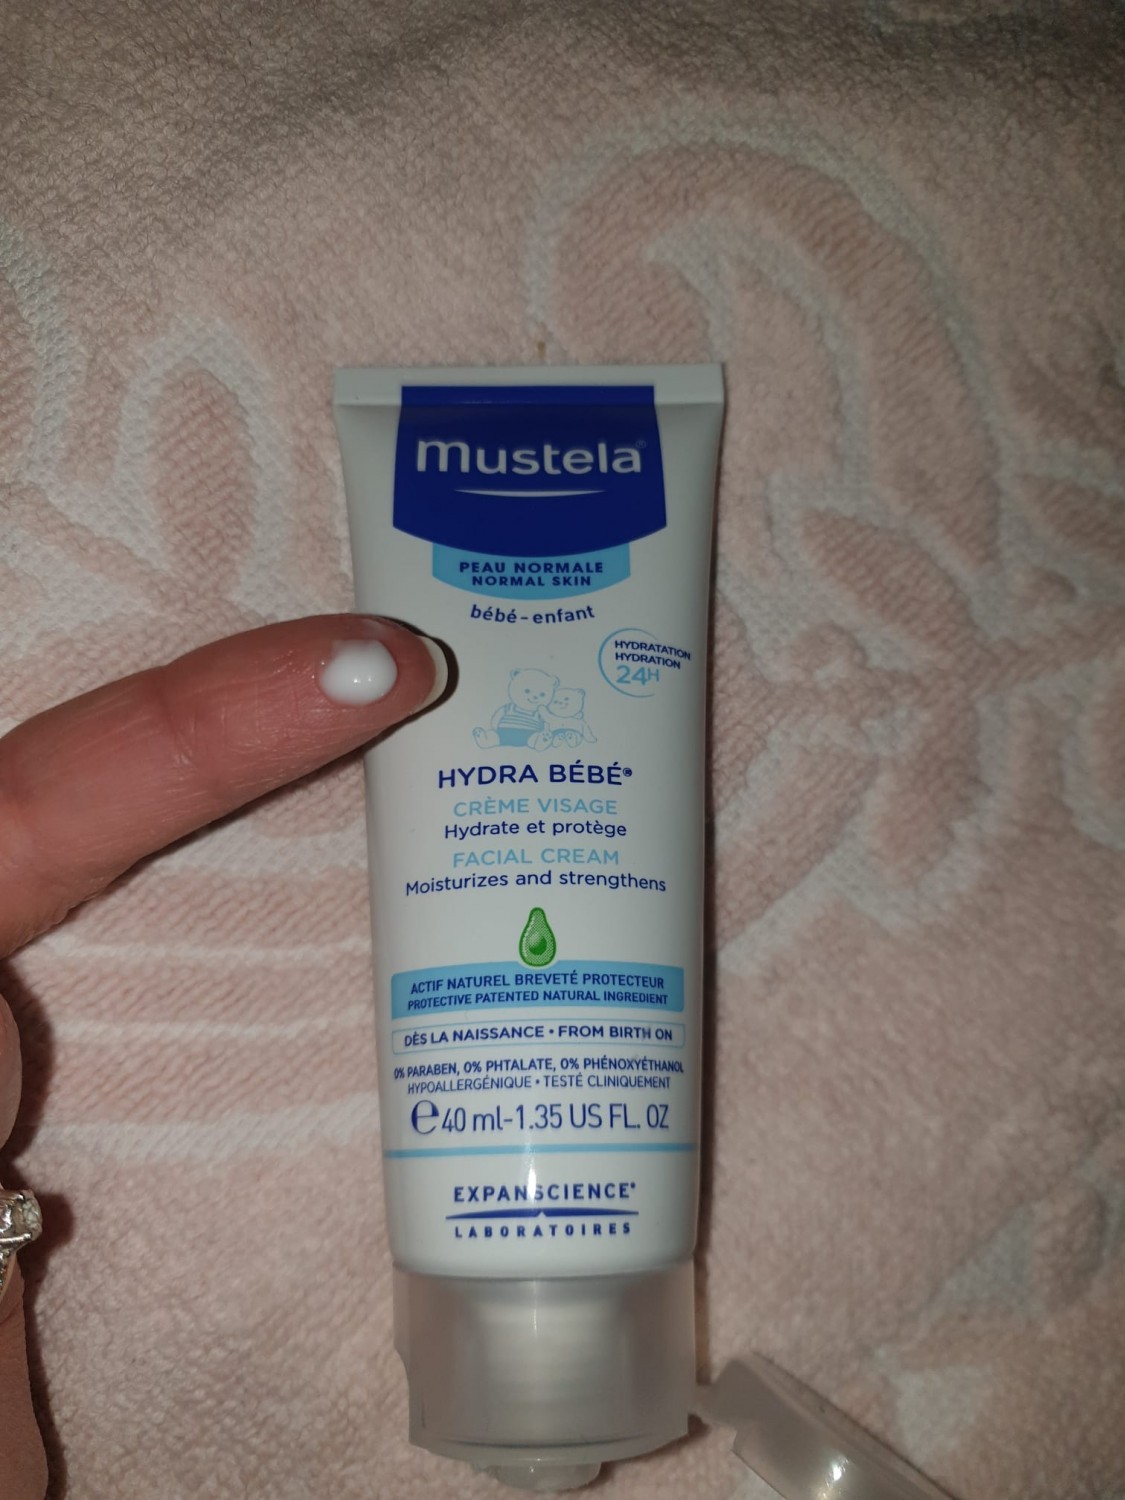 mustela®
PEAU NORMALE
NORMAL SKIN
bébé-enfant
HYDRATATION
HYDRATION
24H
HYDRA BÉBÉ®
CRÈME VISAGE
Hydrate et protège
FACIAL CREAM
Moisturizes and strengthens
ACTIF NATUREL BREVETÉ PROTECTEUR
PROTECTIVE PATENTED NATURAL INGREDIENT
DÈS LA NAISSANCE • FROM BIRTH ON
0% PARABEN, 0% PHTALATE, 0% PHÉNOXYÉTHANOL
HYPOALLERGÉNIQUE • TESTÉ CLINIQUEMENT
℮ 40 ml-1.35 US FL. OZ
EXPANSCIENCE®
LABORATOIRES